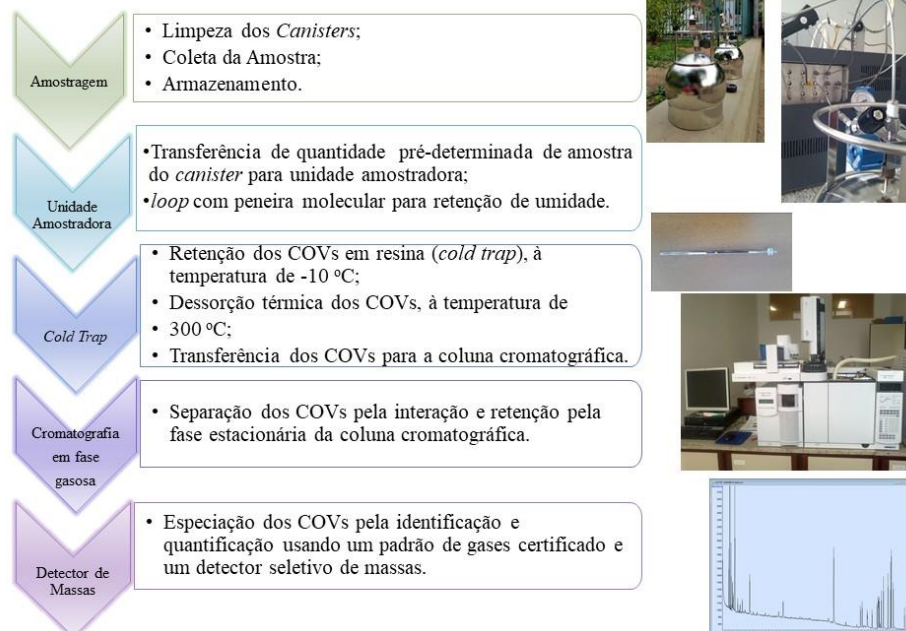 Amostragem
• Limpeza dos Canisters;
• Coleta da Amostra;
• Armazenamento.
Unidade
Amostradora
•Transferência de quantidade pré-determinada de amostra
do canister para unidade amostradora;
•loop com peneira molecular para retenção de umidade.
Cold Trap
• Retenção dos COVs em resina (cold trap), à
temperatura de -10 ºC;
• Dessorção térmica dos COVs, à temperatura de
• 300 ºC;
• Transferência dos COVs para a coluna cromatográfica.
Cromatografia
em fase
gasosa
• Separação dos COVs pela interação e retenção pela
fase estacionária da coluna cromatográfica.
Detector de
Massas
• Especiação dos COVs pela identificação e
quantificação usando um padrão de gases certificado e
um detector seletivo de massas.